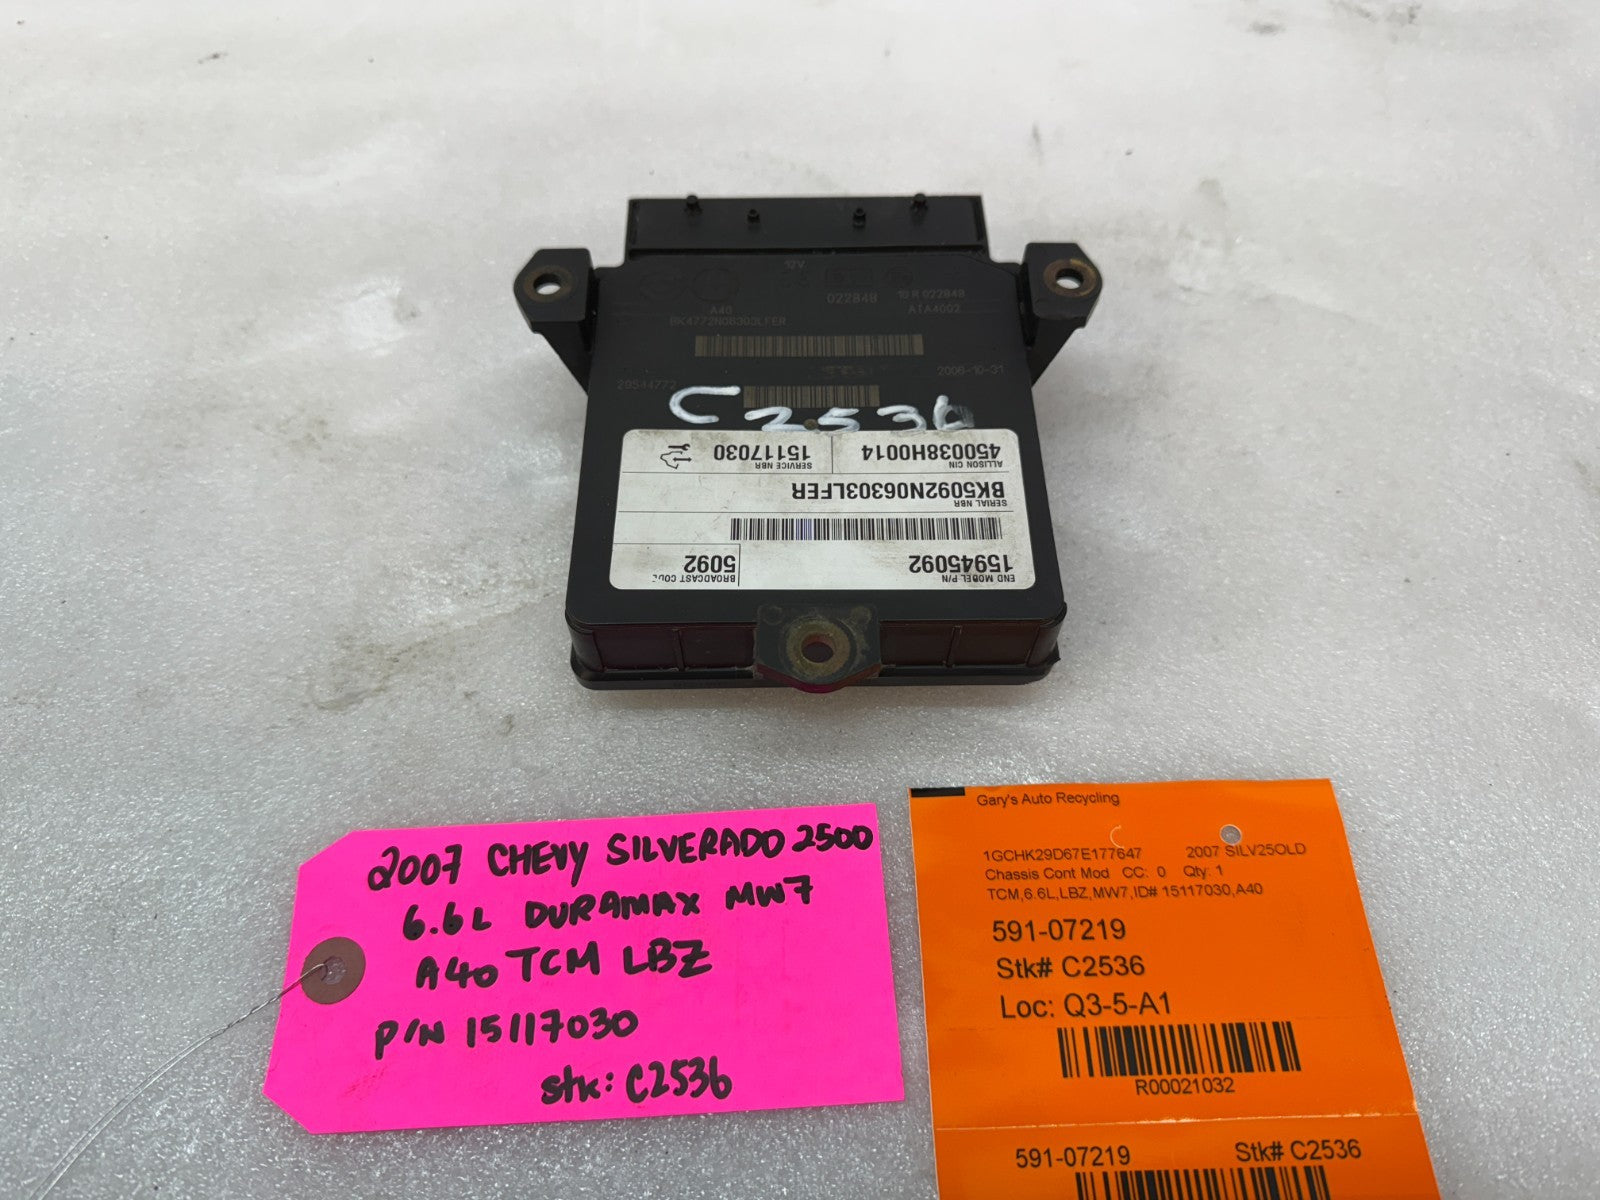 12V
022848
10 R 022848
A40
ATA4002
BK4772N06303LFER
2006-10-31
29544772
C 2536
END MODEL P/N
15945092
BROADCAST CODE
5092
SERIAL NBR
BK5092N06303LFER
ALLISON CIN
450038H0014
SERVICE NBR
15117030
2007 CHEVY SILVERADO 2500
6.6L DURAMAX MW7
A40 TCM LBZ
P/N 15117030
stk: C2536
Gary's Auto Recycling
1GCHK29D67E177647 2007 SILV25OLD
Chassis Cont Mod CC: 0 Qty: 1
TCM,6.6L,LBZ,MW7,ID# 15117030,A40
591-07219
Stk# C2536
Loc: Q3-5-A1
R00021032
591-07219 Stk# C2536